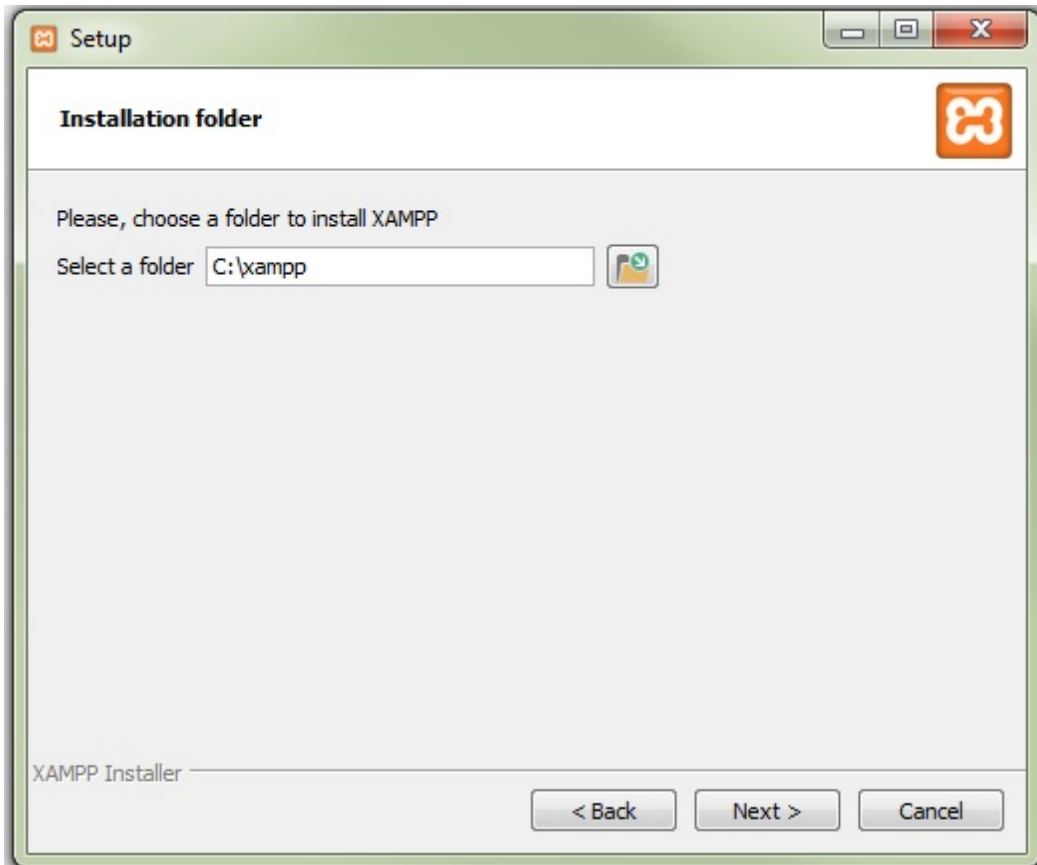 Setup
Installation folder
Please, choose a folder to install XAMPP
Select a folder C:\xampp
XAMPP Installer
< Back Next > Cancel